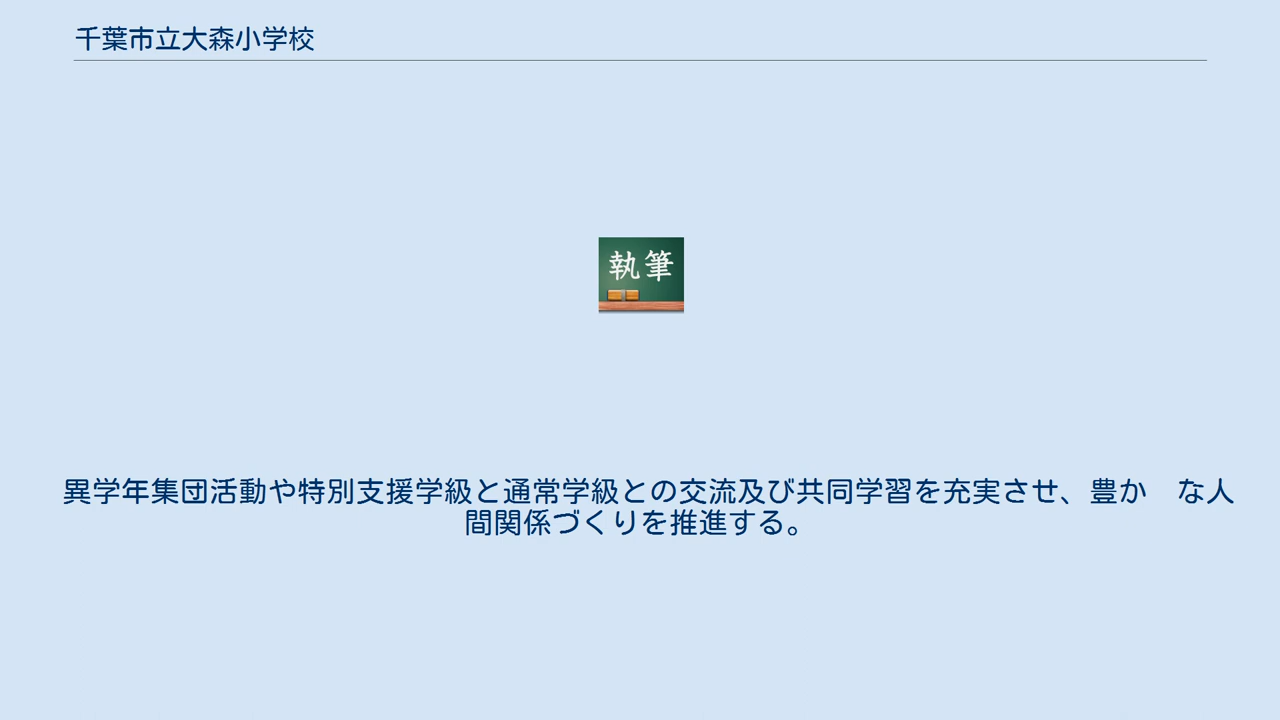 千葉市立大森小学校
執筆
異学年集団活動や特別支援学級と通常学級との交流及び共同学習を充実させ、豊か　な人
間関係づくりを推進する。